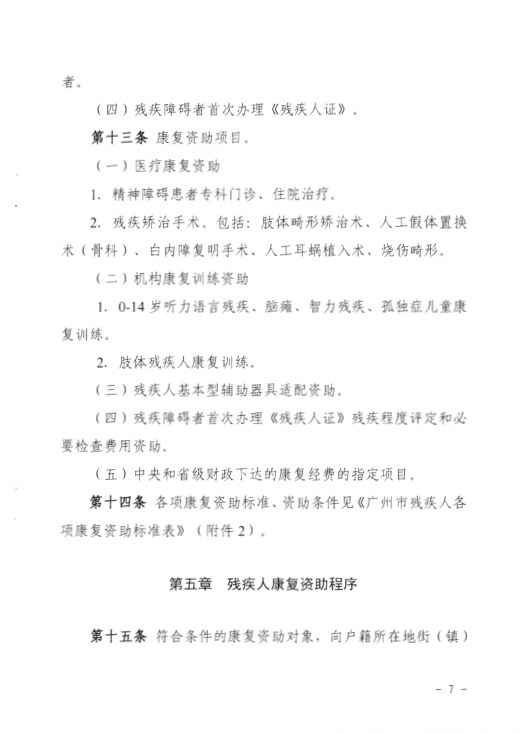 者。
（四）残疾障碍者首次办理《残疾人证》。
第十三条 康复资助项目。
（一）医疗康复资助
1. 精神障碍患者专科门诊、住院治疗。
2. 残疾矫治手术。包括：肢体畸形矫治术、人工假体置换
术（骨科）、白内障复明手术、人工耳蜗植入术、烧伤畸形。
（二）机构康复训练资助
1. 0-14 岁听力语言残疾、脑瘫、智力残疾、孤独症儿童康
复训练。
2. 肢体残疾人康复训练。
（三）残疾人基本型辅助器具适配资助。
（四）残疾障碍者首次办理《残疾人证》残疾程度评定和必
要检查费用资助。
（五）中央和省级财政下达的康复经费的指定项目。
第十四条 各项康复资助标准、资助条件见《广州市残疾人各
项康复资助标准表》（附件 2）。
第五章 残疾人康复资助程序
第十五条 符合条件的康复资助对象，向户籍所在地街（镇）
- 7 -